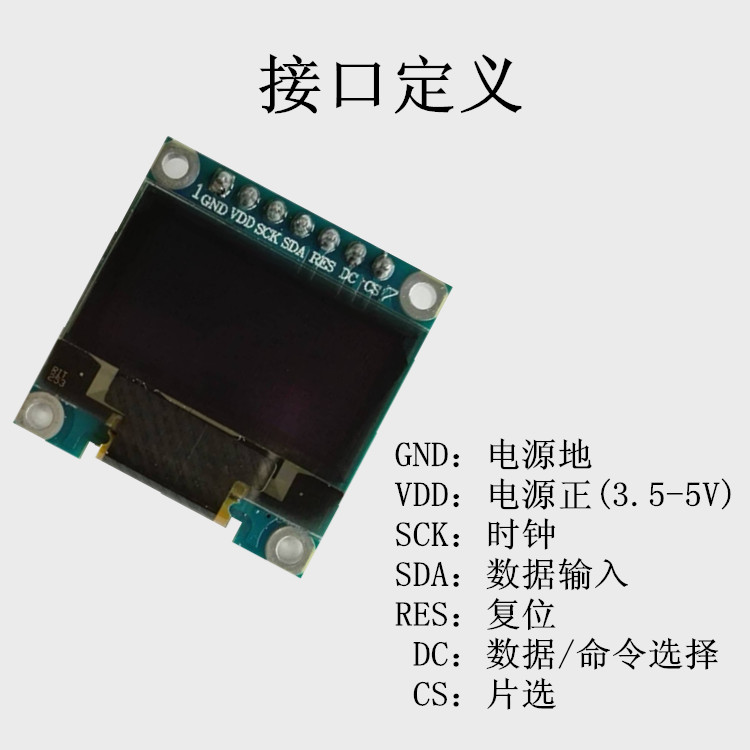 接口定义
1 GND VDD SCK SDA RES DC CS 7
GND：电源地
VDD：电源正(3.5-5V)
SCK：时钟
SDA：数据输入
RES：复位
DC：数据/命令选择
CS：片选